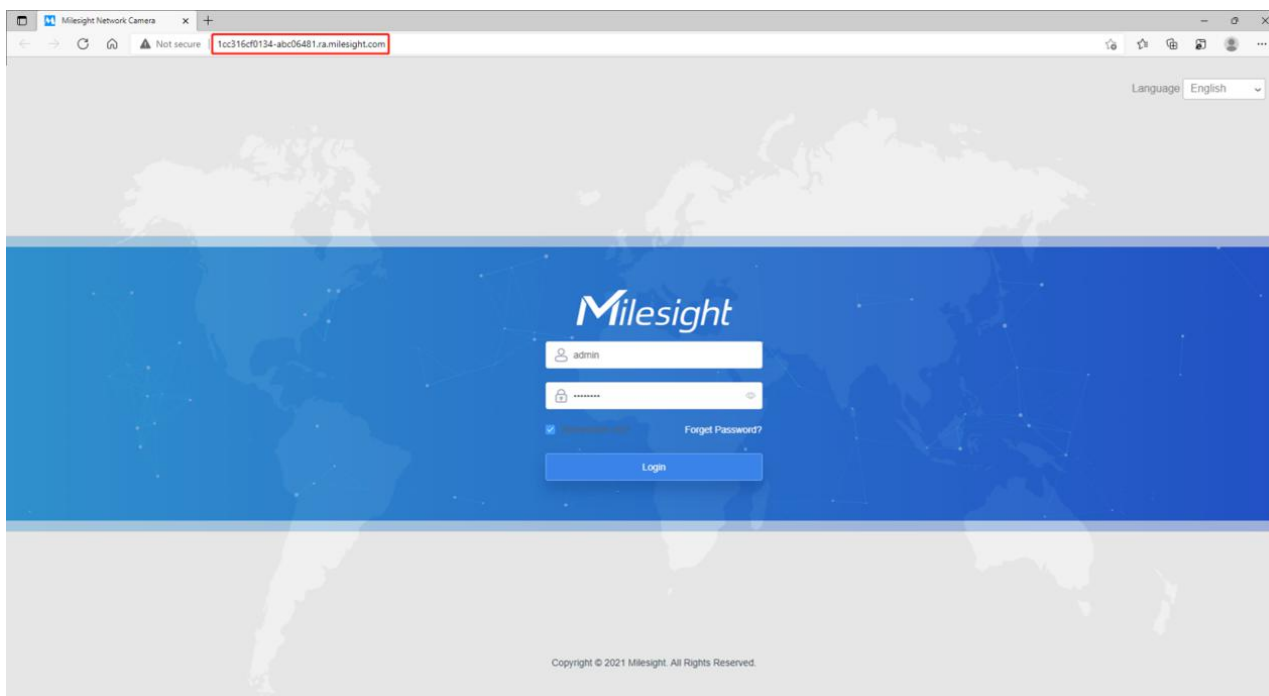 Milesight Network Camera
Not secure 1cc316cf0134-abc06481.ra.milesight.com
Language English
Milesight
admin
Forget Password?
Login
Copyright © 2021 Milesight. All Rights Reserved.